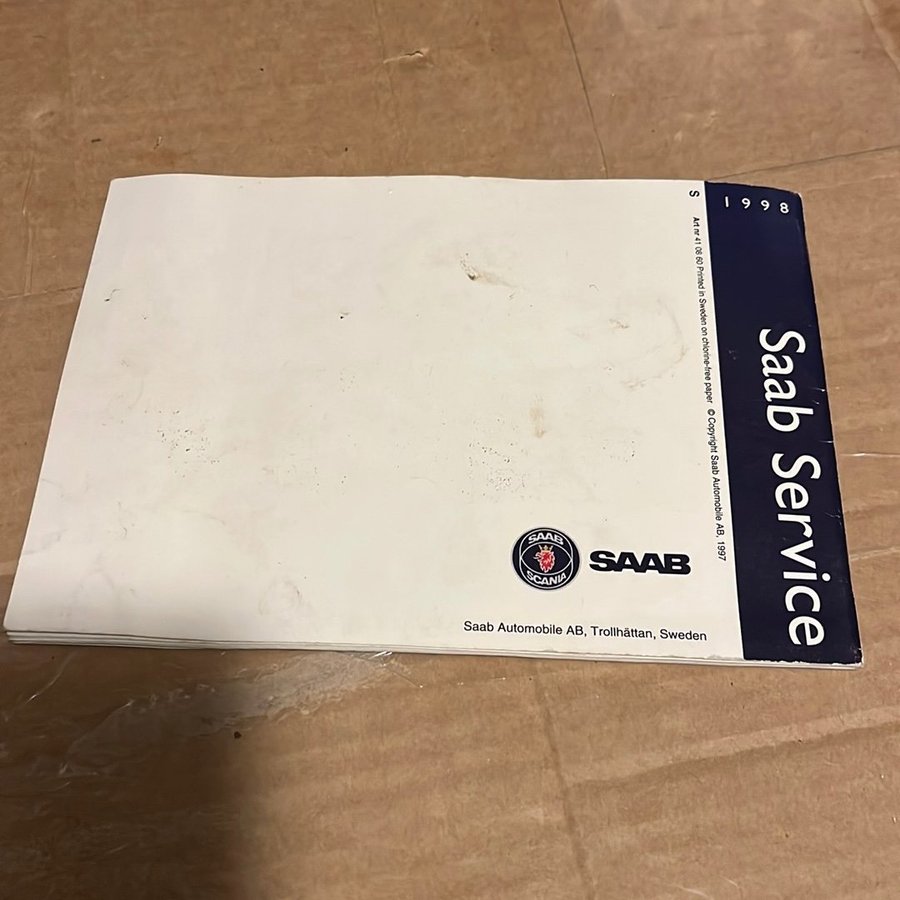 1998
Saab Service
S
Art nr 41 08 60 Printed in Sweden on chlorine-free paper © Copyright Saab Automobile AB, 1997
SAAB
SCANIA
SAAB
Saab Automobile AB, Trollhättan, Sweden